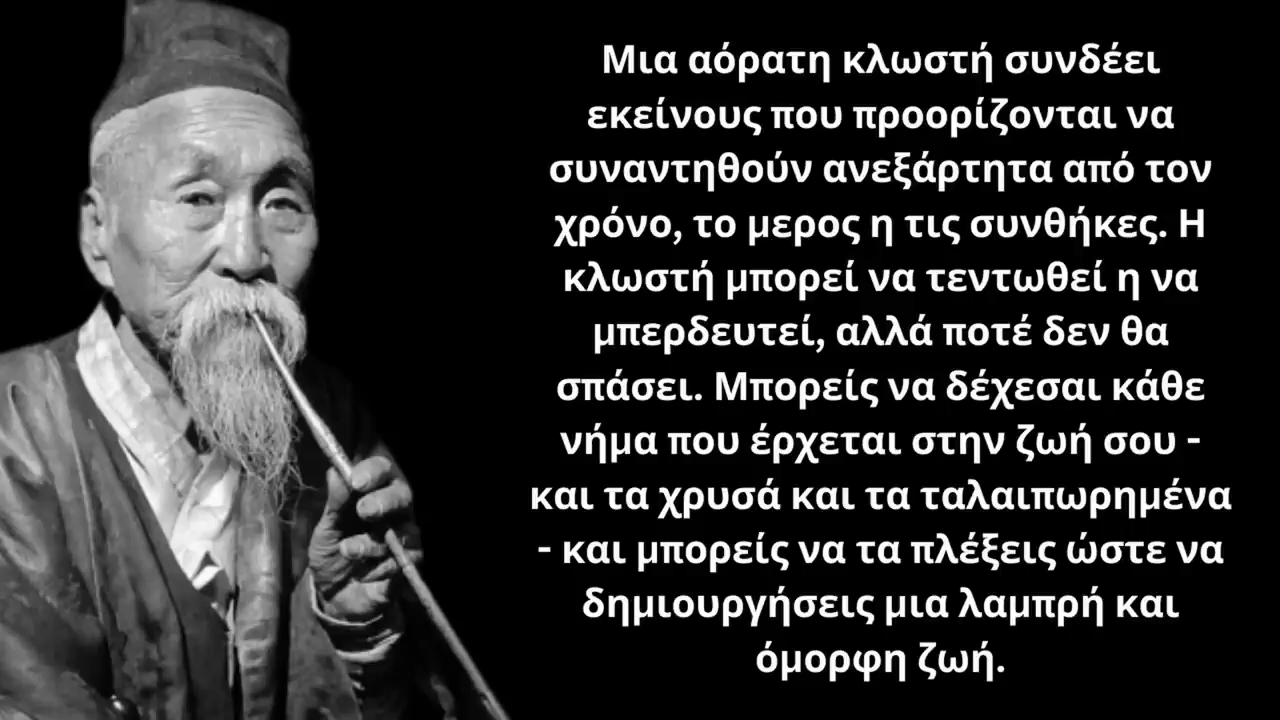 Μια αόρατη κλωστή συνδέει
εκείνους που προορίζονται να
συναντηθούν ανεξάρτητα από τον
χρόνο, το μερος η τις συνθήκες. Η
κλωστή μπορεί να τεντωθεί η να
μπερδευτεί, αλλά ποτέ δεν θα
σπάσει. Μπορείς να δέχεσαι κάθε
νήμα που έρχεται στην ζωή σου -
και τα χρυσά και τα ταλαιπωρημένα
- και μπορείς να τα πλέξεις ώστε να
δημιουργήσεις μια λαμπρή και
όμορφη ζωή.